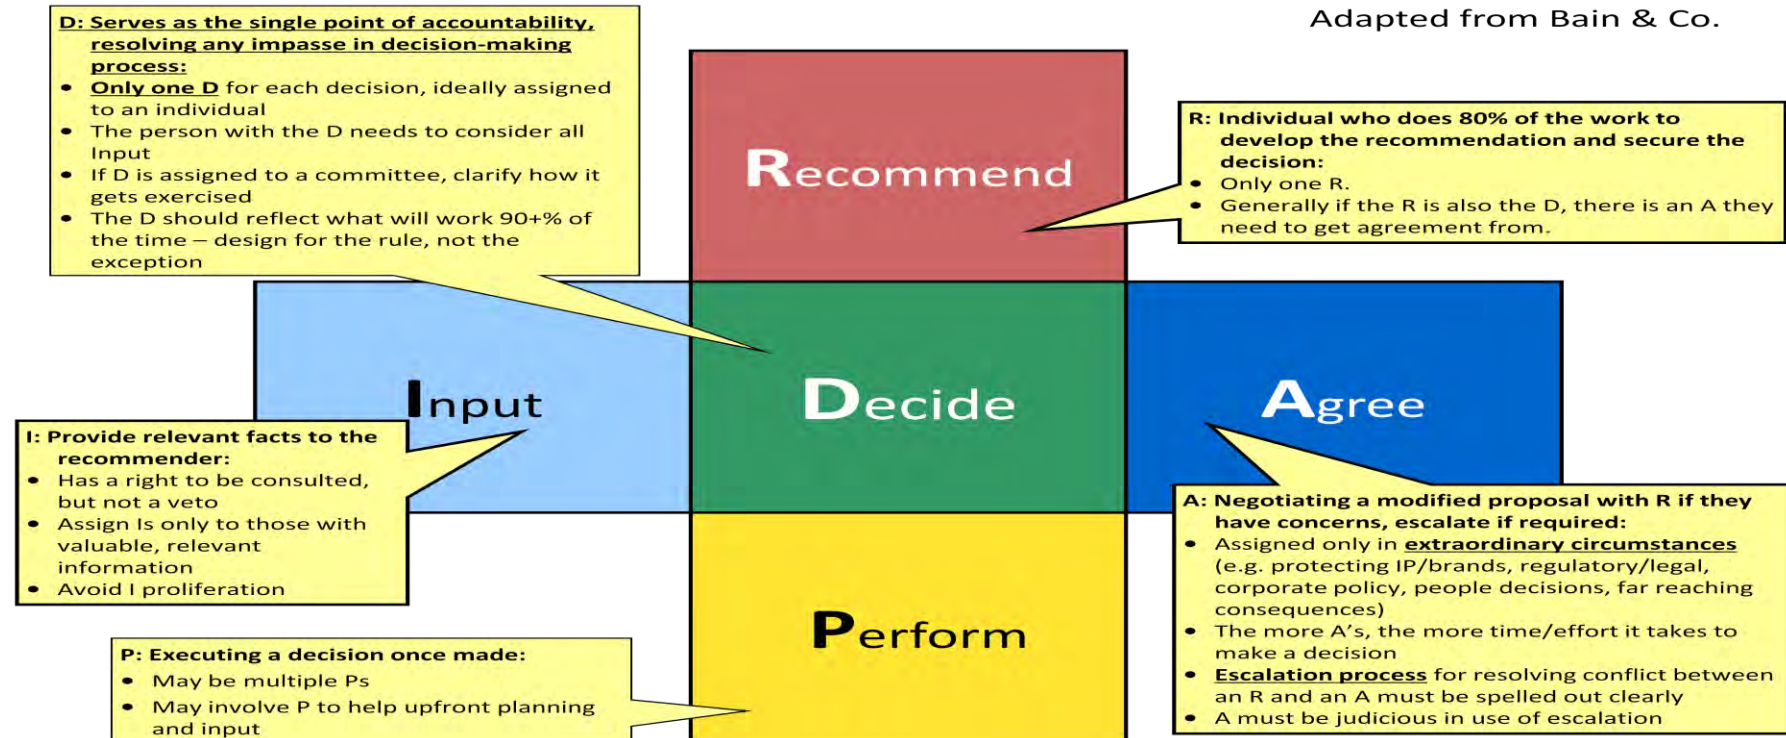 Adapted from Bain & Co.
D: Serves as the single point of accountability,
resolving any impasse in decision-making
process:
• Only one D for each decision, ideally assigned
to an individual
• The person with the D needs to consider all
Input
• If D is assigned to a committee, clarify how it
gets exercised
• The D should reflect what will work 90+% of
the time – design for the rule, not the
exception
Recommend
R: Individual who does 80% of the work to
develop the recommendation and secure the
decision:
• Only one R.
• Generally if the R is also the D, there is an A they
need to get agreement from.
Input
Decide
Agree
I: Provide relevant facts to the
recommender:
• Has a right to be consulted,
but not a veto
• Assign Is only to those with
valuable, relevant
information
• Avoid I proliferation
A: Negotiating a modified proposal with R if they
have concerns, escalate if required:
• Assigned only in extraordinary circumstances
(e.g. protecting IP/brands, regulatory/legal,
corporate policy, people decisions, far reaching
consequences)
• The more A's, the more time/effort it takes to
make a decision
• Escalation process for resolving conflict between
an R and an A must be spelled out clearly
• A must be judicious in use of escalation
Perform
P: Executing a decision once made:
• May be multiple Ps
• May involve P to help upfront planning
and input